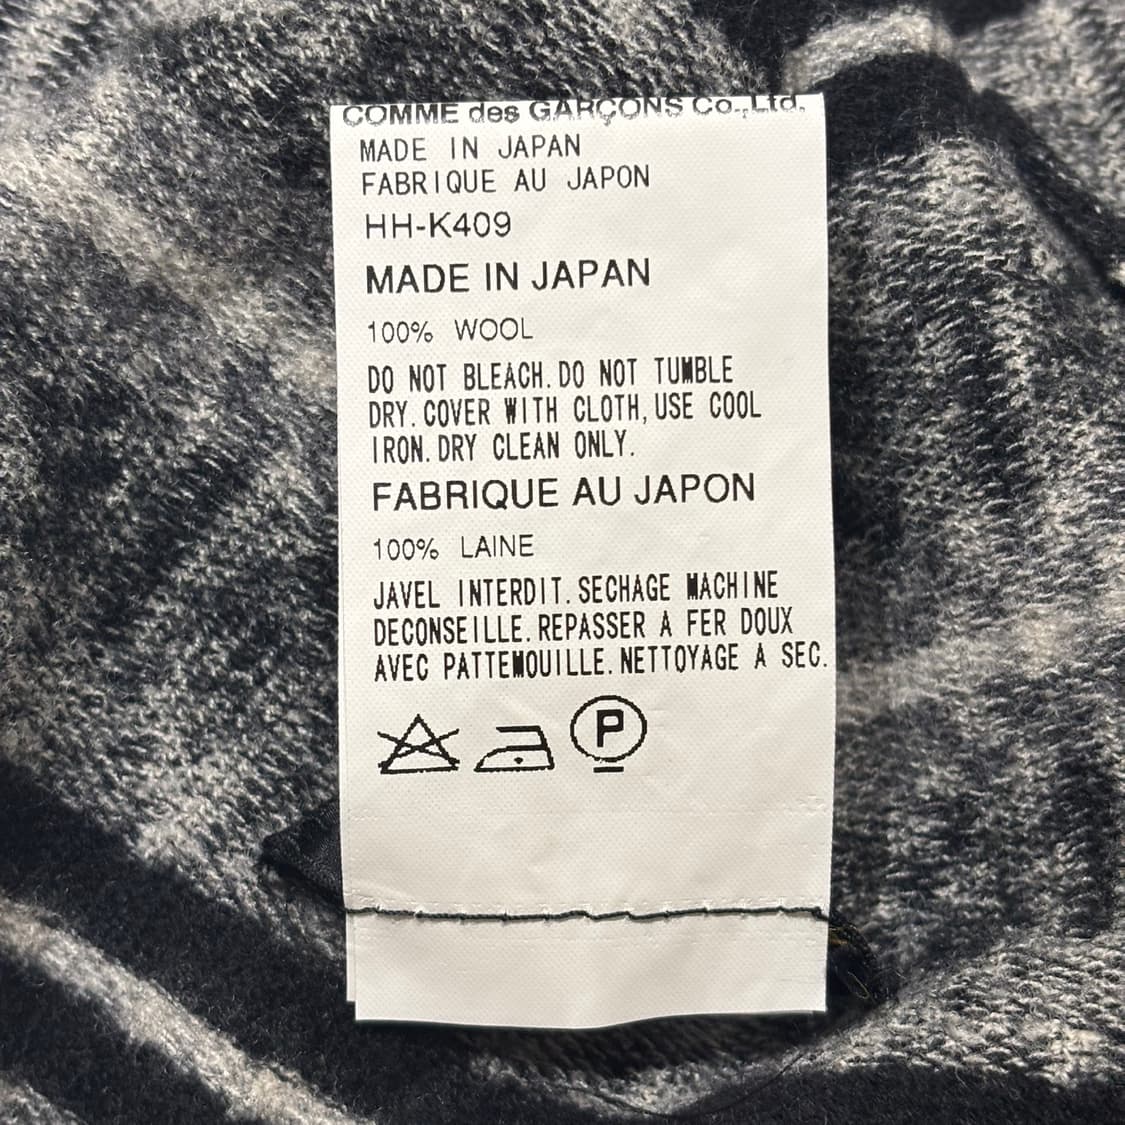 COMME des GARÇONS Co.,Ltd.
MADE IN JAPAN
FABRIQUE AU JAPON
HH-K409
MADE IN JAPAN
100% WOOL
DO NOT BLEACH. DO NOT TUMBLE
DRY. COVER WITH CLOTH, USE COOL
IRON. DRY CLEAN ONLY.
FABRIQUE AU JAPON
100% LAINE
JAVEL INTERDIT. SECHAGE MACHINE
DECONSEILLE. REPASSER A FER DOUX
AVEC PATTEMOUILLE. NETTOYAGE A SEC.
P